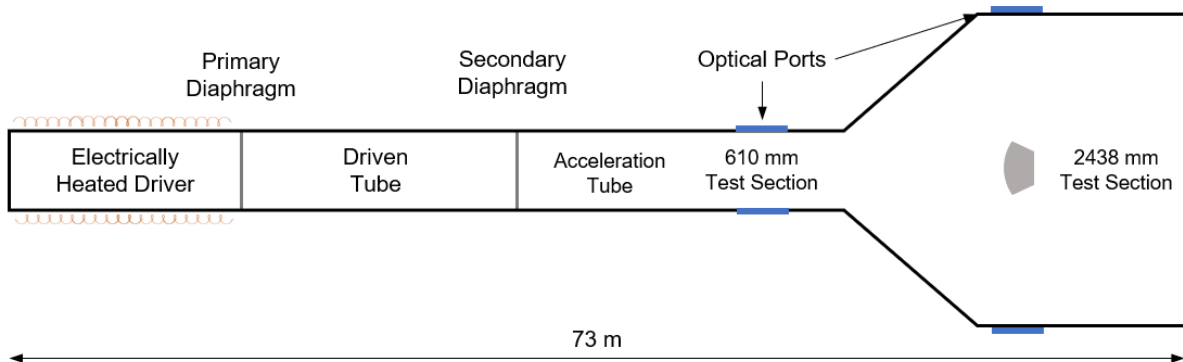 Primary
Diaphragm
Secondary
Diaphragm
Optical Ports
Electrically
Heated Driver
Driven
Tube
Acceleration
Tube
610 mm
Test Section
2438 mm
Test Section
73 m